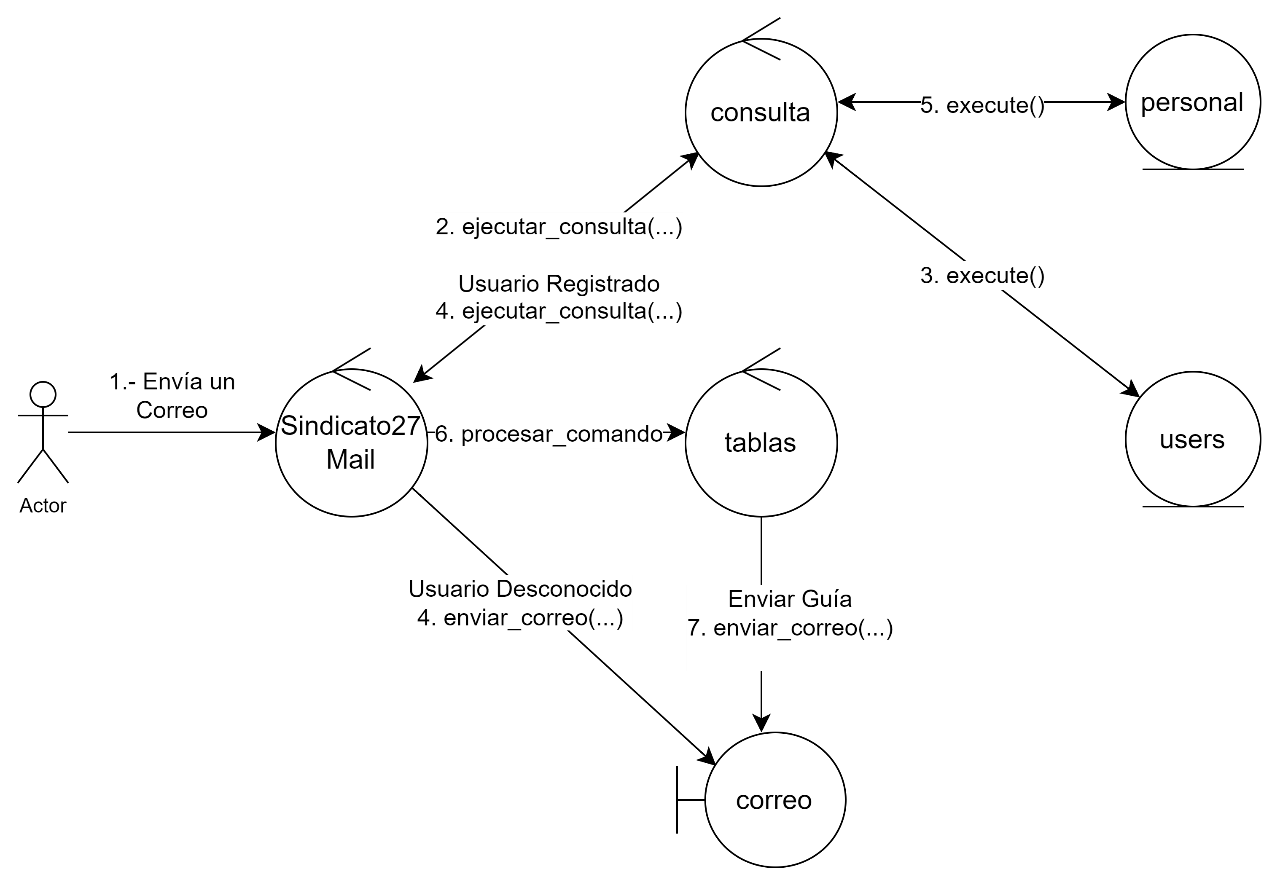 consulta
5. execute()
personal
2. ejecutar_consulta(...)
Usuario Registrado
4. ejecutar_consulta(...)
3. execute()
1.- Envía un
Correo
Actor
Sindicato27
Mail
6. procesar_comando
tablas
users
Usuario Desconocido
4. enviar_correo(...)
Enviar Guía
7. enviar_correo(...)
correo